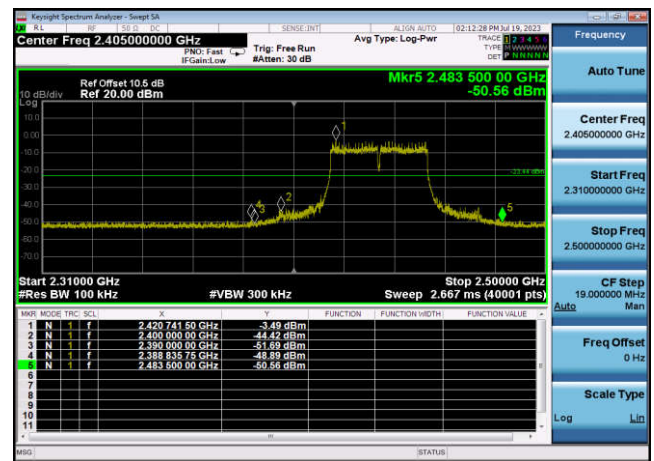 Keysight Spectrum Analyzer - Swept SA
RL RF 50 Ω DC SENSE:INT ALIGN AUTO 02:12:28 PM Jul 19, 2023
Center Freq 2.405000000 GHz
PNO: Fast
IFGain:Low
Trig: Free Run
#Atten: 30 dB
Avg Type: Log-Pwr
TRACE 1 2 3 4 5 6
TYPE MWWWWW
DET P NNNNN
Frequency
Ref Offset 10.5 dB
10 dB/div Ref 20.00 dBm
Log
Mkr5 2.483 500 00 GHz
-50.56 dBm
10.0
0.00
-10.0
-20.0
-30.0
-40.0
-50.0
-60.0
-70.0
1
2
3
4
5
-23.44 dBm
Start 2.31000 GHz Stop 2.50000 GHz
#Res BW 100 kHz #VBW 300 kHz Sweep 2.667 ms (40001 pts)
MKR MODE TRC SCL X Y FUNCTION FUNCTION WIDTH FUNCTION VALUE
1 N 1 f 2.420 741 50 GHz -3.49 dBm
2 N 1 f 2.400 000 00 GHz -44.42 dBm
3 N 1 f 2.390 000 00 GHz -51.69 dBm
4 N 1 f 2.388 835 75 GHz -48.89 dBm
5 N 1 f 2.483 500 00 GHz -50.56 dBm
6
7
8
9
10
11
MSG STATUS
Auto Tune
Center Freq
2.405000000 GHz
Start Freq
2.310000000 GHz
Stop Freq
2.500000000 GHz
CF Step
19.000000 MHz
Auto Man
Freq Offset
0 Hz
Scale Type
Log Lin